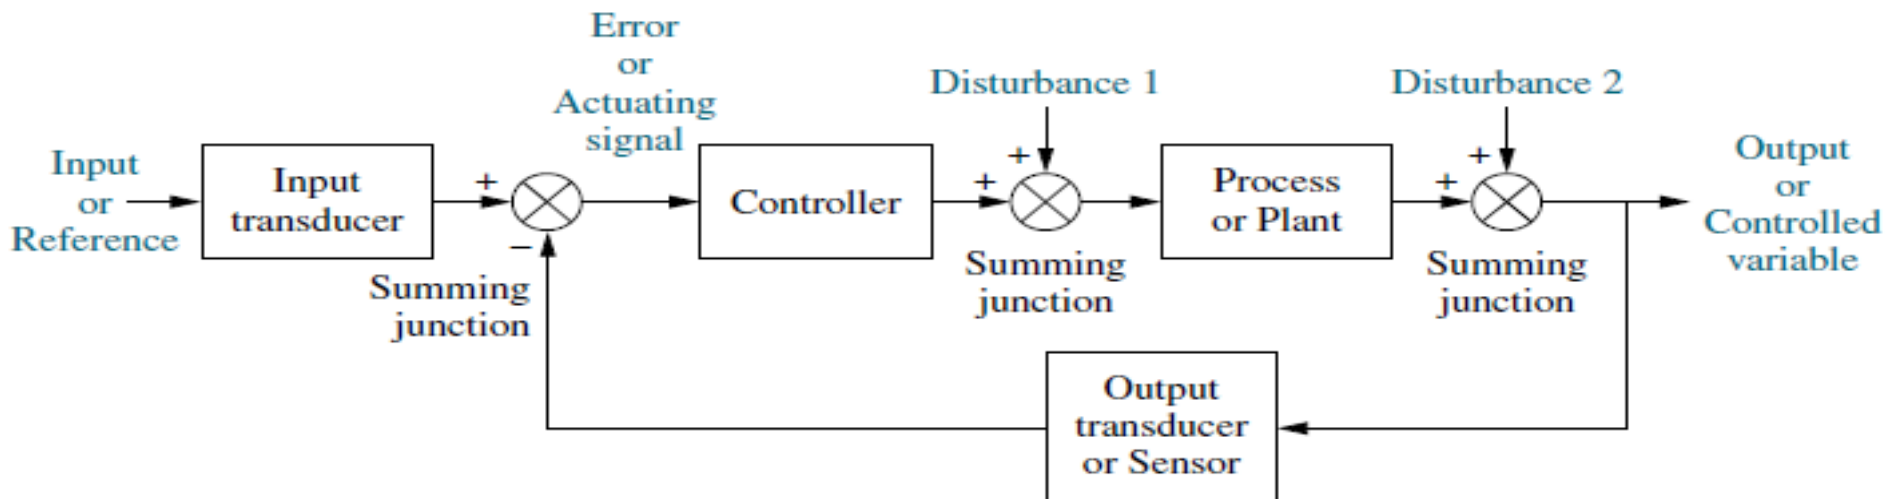 Error
or
Actuating
signal
Disturbance 1
Disturbance 2
Input
or
Reference
Input
transducer
+
−
Summing
junction
Controller
+
+
Summing
junction
Process
or Plant
+
+
Summing
junction
Output
or
Controlled
variable
Output
transducer
or Sensor